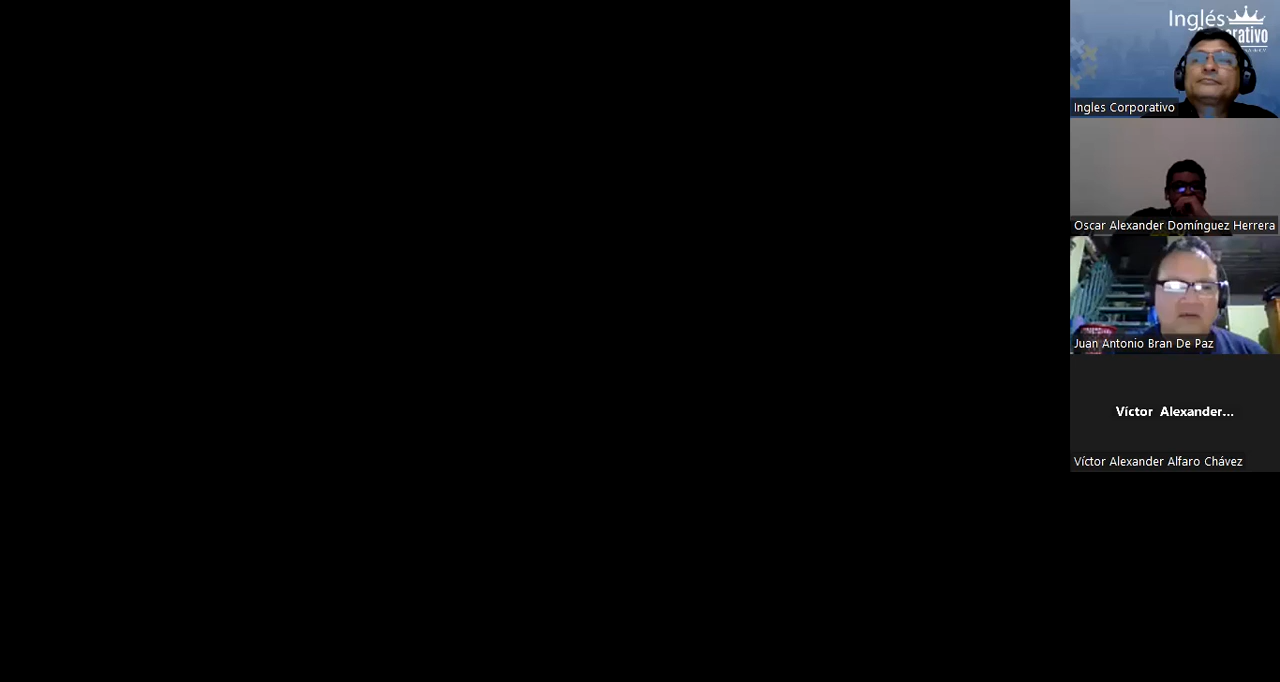 Inglés
Ingles Corporativo
Oscar Alexander Domínguez Herrera
Juan Antonio Bran De Paz
Víctor Alexander...
Víctor Alexander Alfaro Chávez